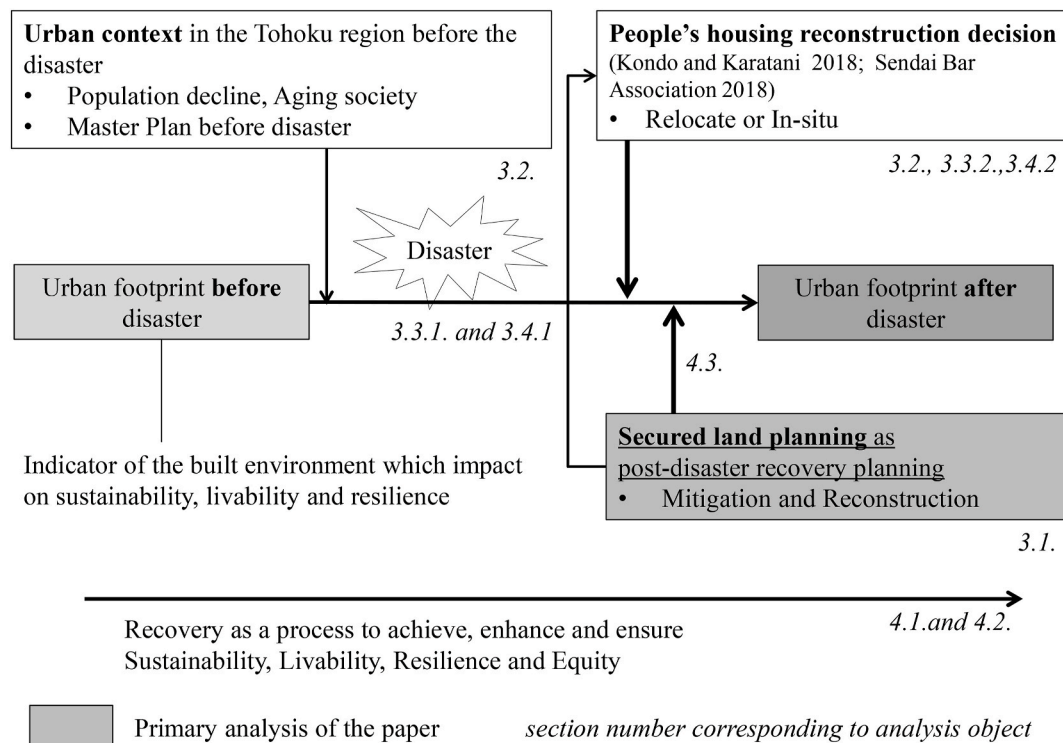 Urban context in the Tohoku region before the
disaster
• Population decline, Aging society
• Master Plan before disaster
3.2.
People’s housing reconstruction decision
(Kondo and Karatani 2018; Sendai Bar
Association 2018)
• Relocate or In-situ
3.2., 3.3.2.,3.4.2
Disaster
Urban footprint before
disaster
3.3.1. and 3.4.1
Urban footprint after
disaster
4.3.
Secured land planning as
post-disaster recovery planning
• Mitigation and Reconstruction
3.1.
Indicator of the built environment which impact
on sustainability, livability and resilience
4.1.and 4.2.
Recovery as a process to achieve, enhance and ensure
Sustainability, Livability, Resilience and Equity
Primary analysis of the paper
section number corresponding to analysis object